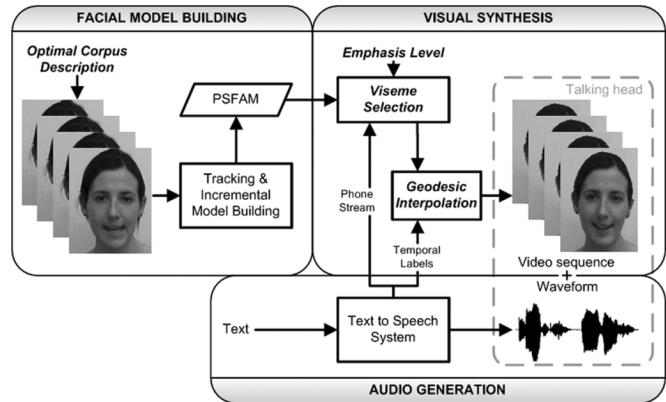 FACIAL MODEL BUILDING
VISUAL SYNTHESIS
Optimal Corpus
Description
Emphasis Level
Talking head
PSFAM
Viseme
Selection
Tracking &
Incremental
Model Building
Phone
Stream
Geodesic
Interpolation
Temporal
Labels
Video sequence
+
Waveform
Text
Text to Speech
System
AUDIO GENERATION